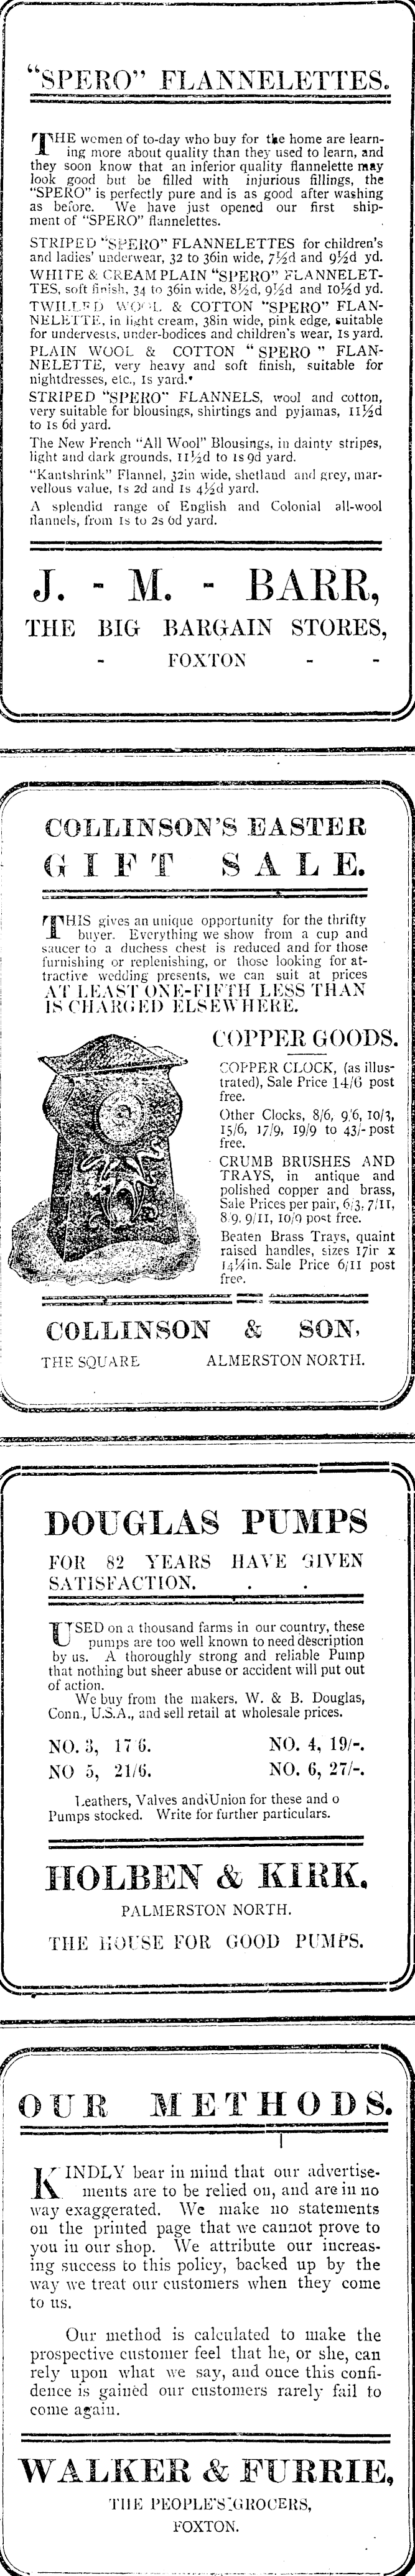 "SPERO" FLANNELETTES.
THE women of to-day who buy for the home are learn-
ing more about quality than they used to learn, and
they soon know that an inferior quality flannelette may
look good but be filled with injurious fillings, the
"SPERO" is perfectly pure and is as good after washing
as before. We have just opened our first ship-
ment of "SPERO" flannelettes.
STRIPED "SPERO" FLANNELETTES for children's
and ladies' underwear, 32 to 36in wide, 7½d and 9½d yd.
WHITE & CREAM PLAIN "SPERO" FLANNELET-
TES, soft finish, 34 to 36in wide, 8½d, 9½d and 10½d yd.
TWILLED WOOL & COTTON "SPERO" FLAN-
NELETTE, in light cream, 38in wide, pink edge, suitable
for undervests, under-bodices and children's wear, 1s yard.
PLAIN WOOL & COTTON "SPERO" FLAN-
NELETTE, very heavy and soft finish, suitable for
nightdresses, etc., 1s yard.
STRIPED "SPERO" FLANNELS, wool and cotton,
very suitable for blousings, shirtings and pyjamas, 11½d
to 1s 6d yard.
The New French "All Wool" Blousings, in dainty stripes,
light and dark grounds, 11½d to 1s 9d yard.
"Kantshrink" Flannel, 32in wide, shetland and grey, mar-
vellous value, 1s 2d and 1s 4½d yard.
A splendid range of English and Colonial all-wool
flannels, from 1s to 2s 6d yard.
J. - M. - BARR,
THE BIG BARGAIN STORES,
- FOXTON - -
COLLINSON'S EASTER
GIFT SALE.
THIS gives an unique opportunity for the thrifty
buyer. Everything we show from a cup and
saucer to a duchess chest is reduced and for those
furnishing or replenishing, or those looking for at-
tractive wedding presents, we can suit at prices
AT LEAST ONE-FIFTH LESS THAN
IS CHARGED ELSEWHERE.
COPPER GOODS.
COPPER CLOCK, (as illus-
trated), Sale Price 14/6 post
free.
Other Clocks, 8/6, 9/6, 10/3,
15/6, 17/9, 19/9 to 43/- post
free.
CRUMB BRUSHES AND
TRAYS, in antique and
polished copper and brass,
Sale Prices per pair, 6/3, 7/11,
8/9. 9/11, 10/9 post free.
Beaten Brass Trays, quaint
raised handles, sizes 17in x
14¼in. Sale Price 6/11 post
free.
COLLINSON & SON,
THE SQUARE ALMERSTON NORTH.
DOUGLAS PUMPS
FOR 82 YEARS HAVE GIVEN
SATISFACTION. . .
USED on a thousand farms in our country, these
pumps are too well known to need description
by us. A thoroughly strong and reliable Pump
that nothing but sheer abuse or accident will put out
of action.
We buy from the makers, W. & B. Douglas,
Conn., U.S.A., and sell retail at wholesale prices.
NO. 3, 17 6. NO. 4, 19/-.
NO 5, 21/6. NO. 6, 27/-.
Leathers, Valves and Union for these and o
Pumps stocked. Write for further particulars.
HOLBEN & KIRK,
PALMERSTON NORTH.
THE HOUSE FOR GOOD PUMPS.
OUR METHODS.
KINDLY bear in mind that our advertise-
ments are to be relied on, and are in no
way exaggerated. We make no statements
on the printed page that we cannot prove to
you in our shop. We attribute our increas-
ing success to this policy, backed up by the
way we treat our customers when they come
to us.
Our method is calculated to make the
prospective customer feel that he, or she, can
rely upon what we say, and once this confi-
dence is gained our customers rarely fail to
come again.
WALKER & FURRIE,
THE PEOPLE'S GROCERS,
FOXTON.